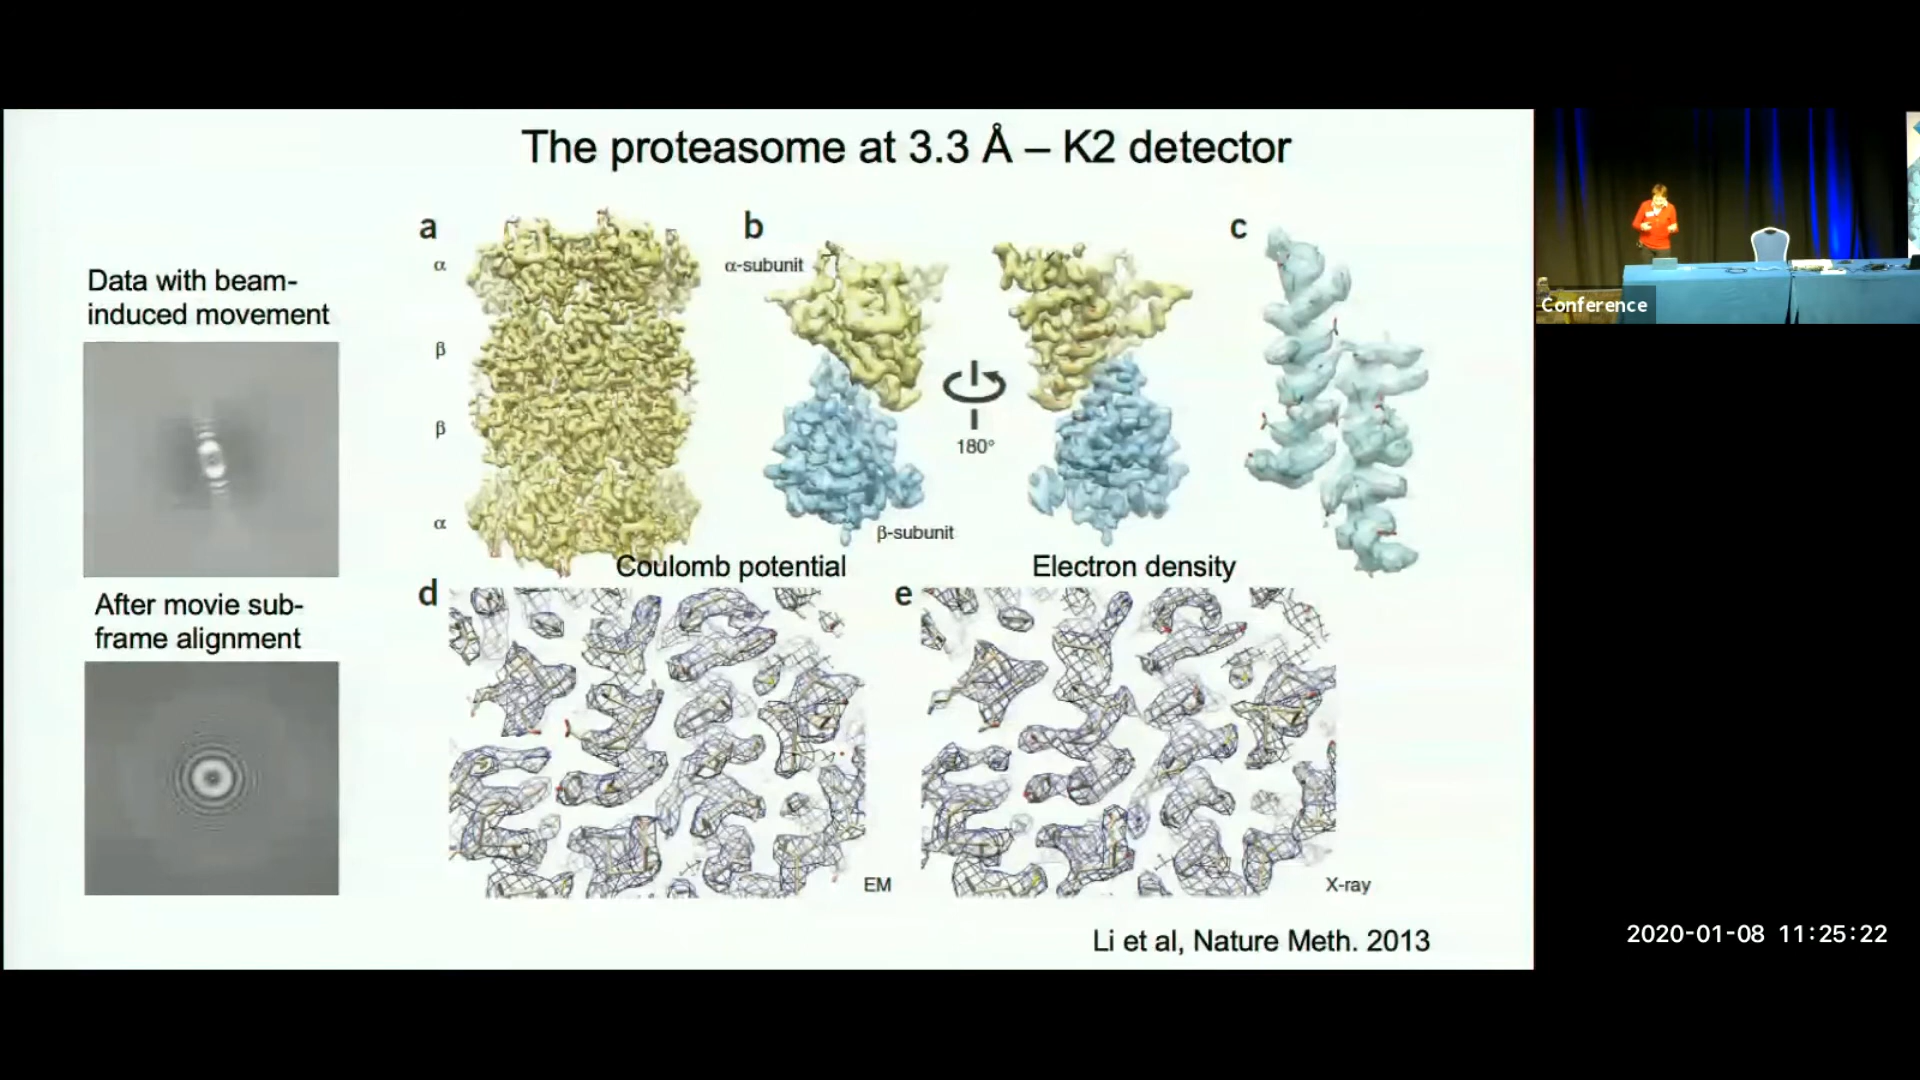 The proteasome at 3.3 Å – K2 detector
Data with beam-
induced movement
After movie sub-
frame alignment
a
α
β
β
α
b
α-subunit
180°
β-subunit
c
Coulomb potential
Electron density
d
EM
e
X-ray
Li et al, Nature Meth. 2013
Conference
2020-01-08 11:25:22